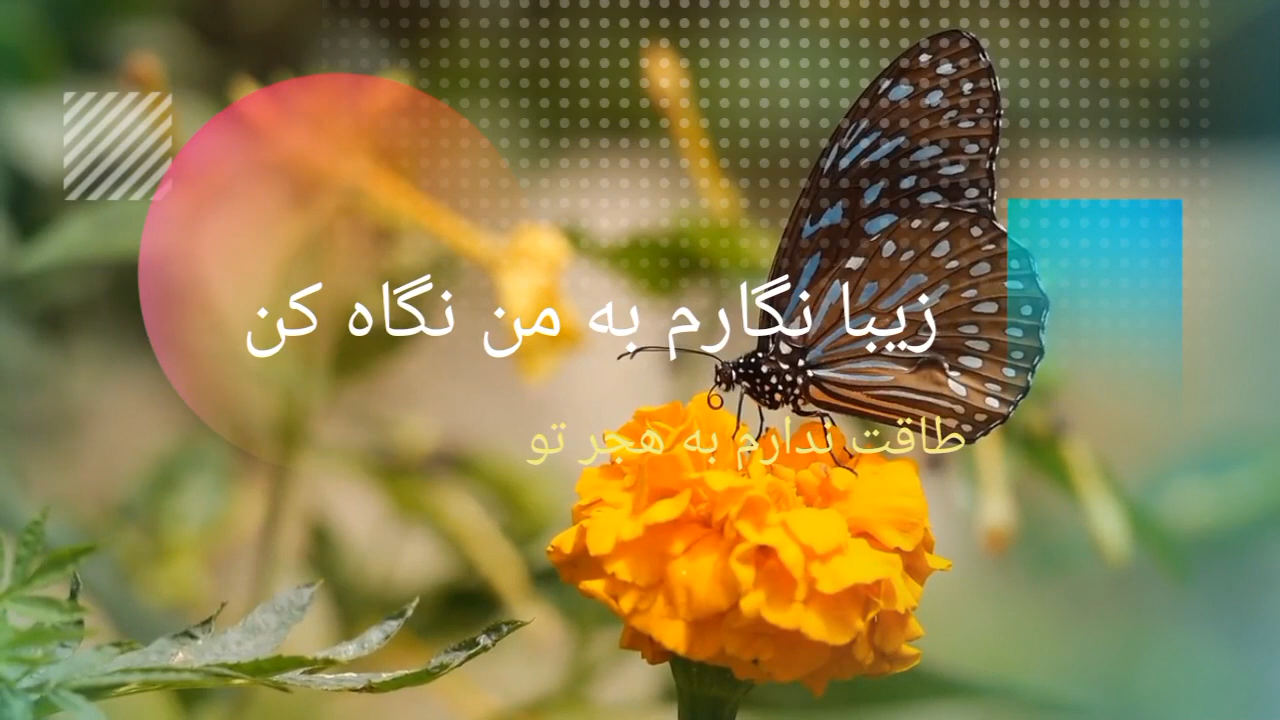 زیبا نگارم به من نگاه کن
طاقت ندارم به هجر تو